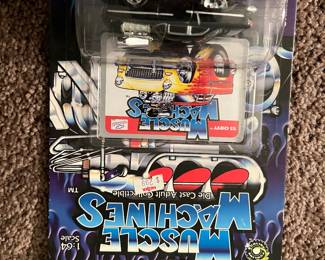 MUSCLE
MACHINES
Die Cast Adult Collectible
1:64
Scale
TM
MUSCLE
MACHINES
'55 CHEVY